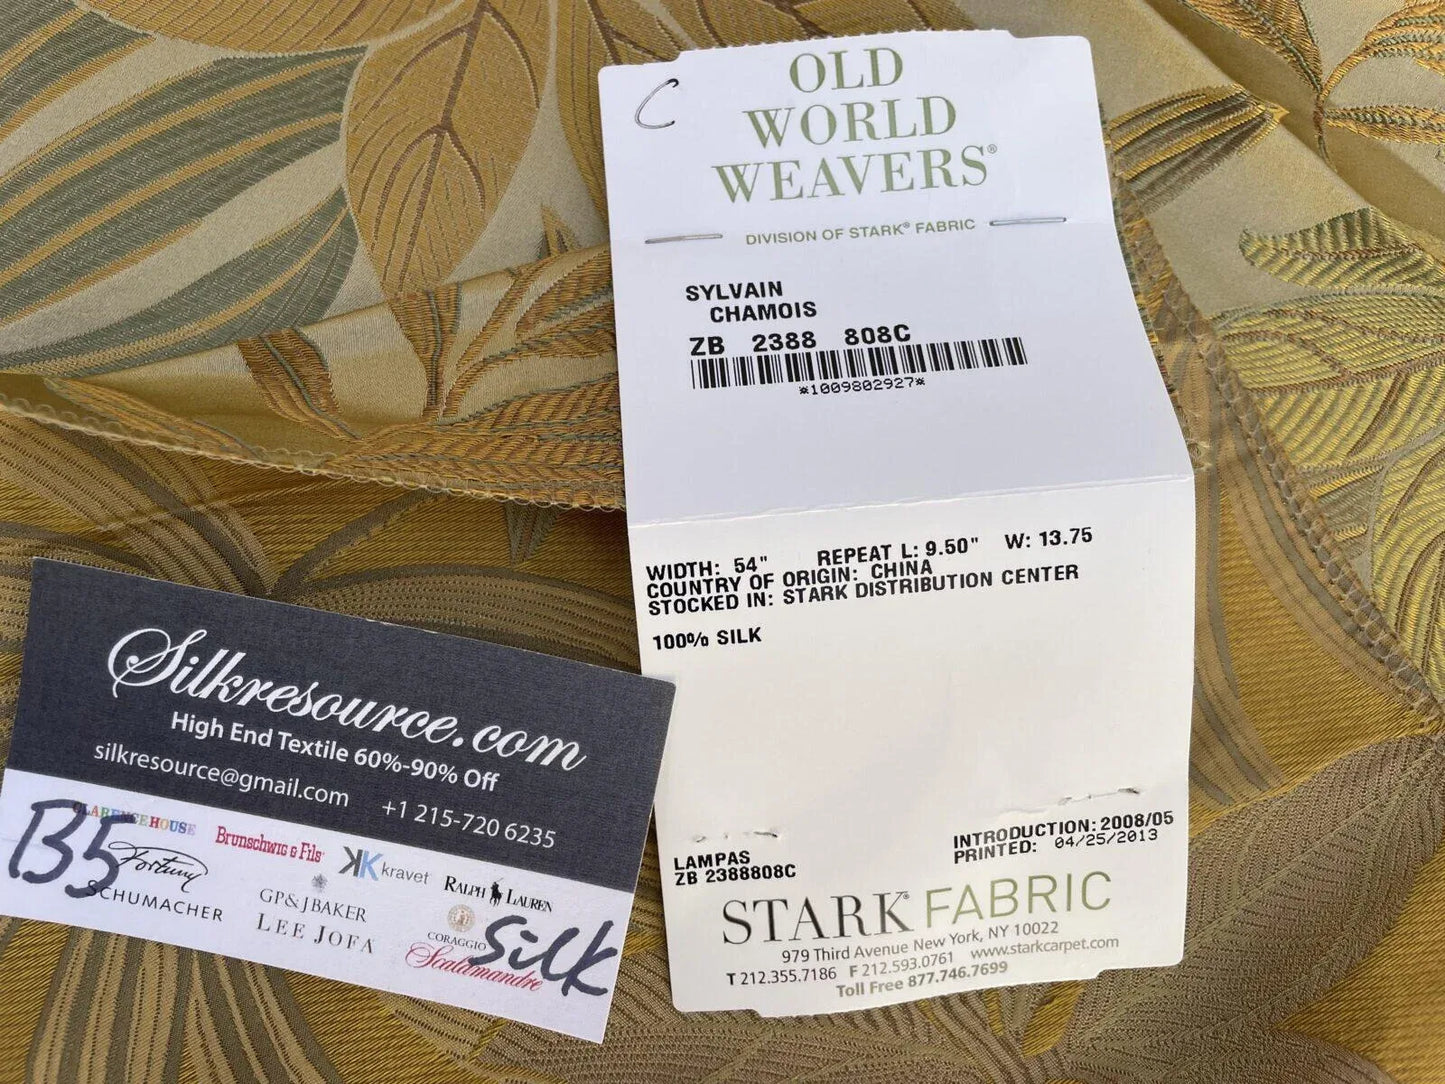 C
OLD
WORLD
WEAVERS®
DIVISION OF STARK® FABRIC
SYLVAIN
CHAMOIS
ZB 2388 808C
*1009802927*
WIDTH: 54" REPEAT L: 9.50" W: 13.75
COUNTRY OF ORIGIN: CHINA
STOCKED IN: STARK DISTRIBUTION CENTER
100% SILK
LAMPAS
ZB 2388808C
INTRODUCTION: 2008/05
PRINTED: 04/25/2013
STARK® FABRIC
979 Third Avenue New York, NY 10022
T 212.355.7186 F 212.593.0761 www.starkcarpet.com
Toll Free 877.746.7699
Silkresource.com
High End Textile 60%-90% Off
silkresource@gmail.com +1 215-720 6235
CLARENCE HOUSE
Brunschwig & Fils
kravet
RALPH LAUREN
B5
Fortuny
SCHUMACHER
GP & J BAKER
LEE JOFA
CORAGGIO
Scalamandre
Silk